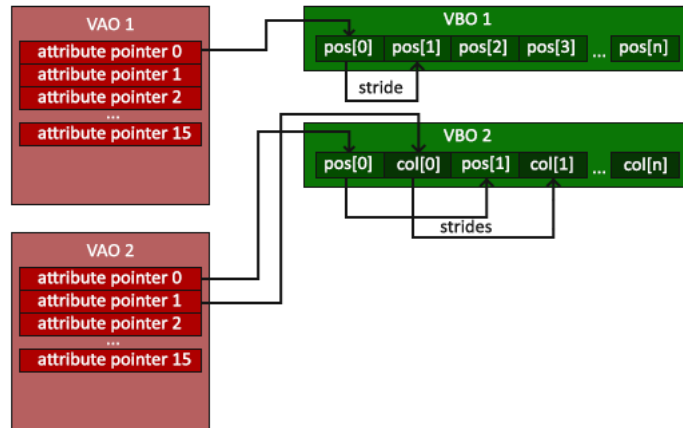 VAO 1
attribute pointer 0
attribute pointer 1
attribute pointer 2
...
attribute pointer 15
VBO 1
pos[0] pos[1] pos[2] pos[3] ... pos[n]
stride
VBO 2
pos[0] col[0] pos[1] col[1] ... col[n]
strides
VAO 2
attribute pointer 0
attribute pointer 1
attribute pointer 2
...
attribute pointer 15